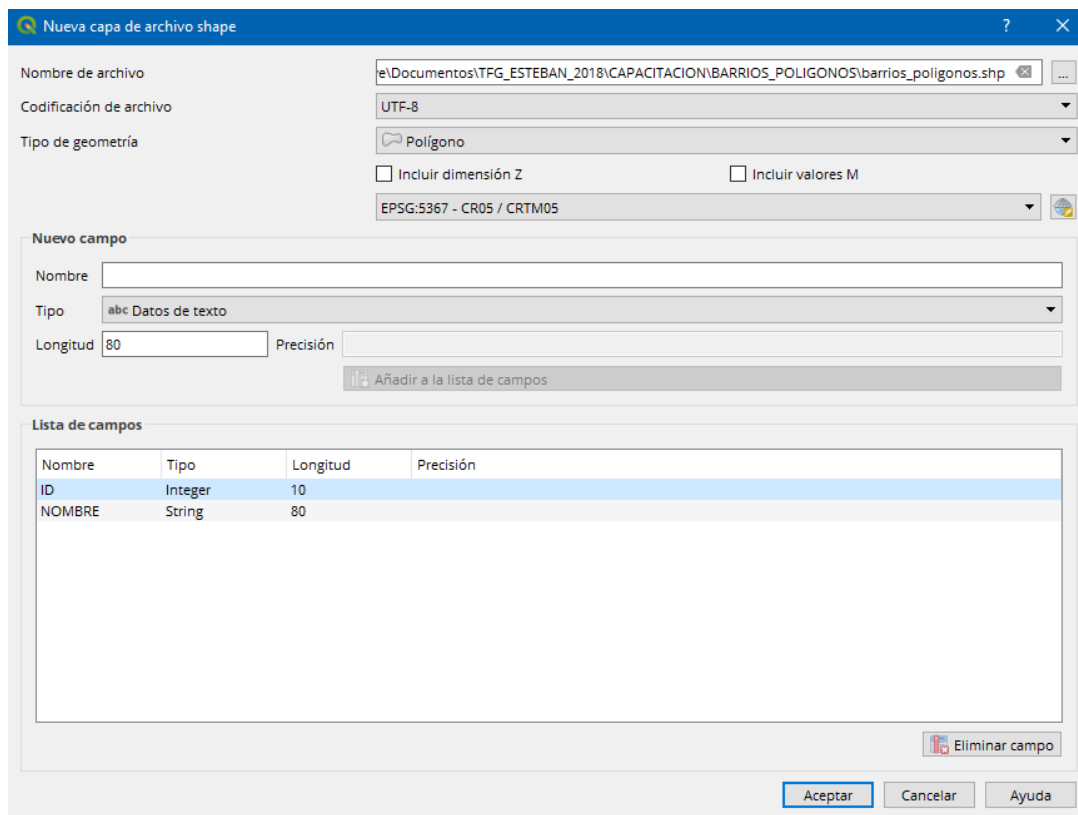 Nueva capa de archivo shape ?
Nombre de archivo e\Documentos\TFG_ESTEBAN_2018\CAPACITACION\BARRIOS_POLIGONOS\barrios_poligonos.shp ...
Codificación de archivo UTF-8
Tipo de geometría Polígono
Incluir dimensión Z Incluir valores M
EPSG:5367 - CR05 / CRTM05
Nuevo campo
Nombre
Tipo abc Datos de texto
Longitud 80 Precisión
Añadir a la lista de campos
Lista de campos
Nombre Tipo Longitud Precisión
ID Integer 10
NOMBRE String 80
Eliminar campo
Aceptar Cancelar Ayuda